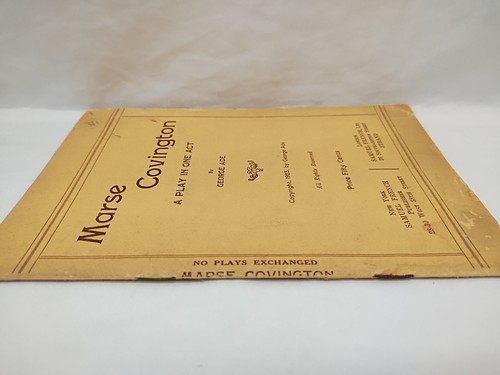 Marse
Covington
A PLAY IN ONE ACT
by
GEORGE ADE
Copyright, 1923, by George Ade
All Rights Reserved
Price Fifty Cents
New York
SAMUEL FRENCH
Publisher
West 38th Street
London
SAMUEL FRENCH, Ltd.
STRAND
NO PLAYS EXCHANGED
MARSE COVINGTON